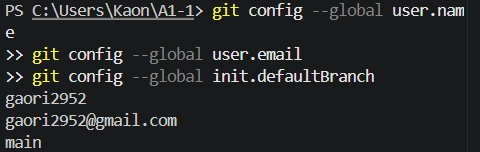 PS C:\Users\Kaon\A1-1> git config --global user.nam
e
>> git config --global user.email
>> git config --global init.defaultBranch
gaori2952
gaori2952@gmail.com
main